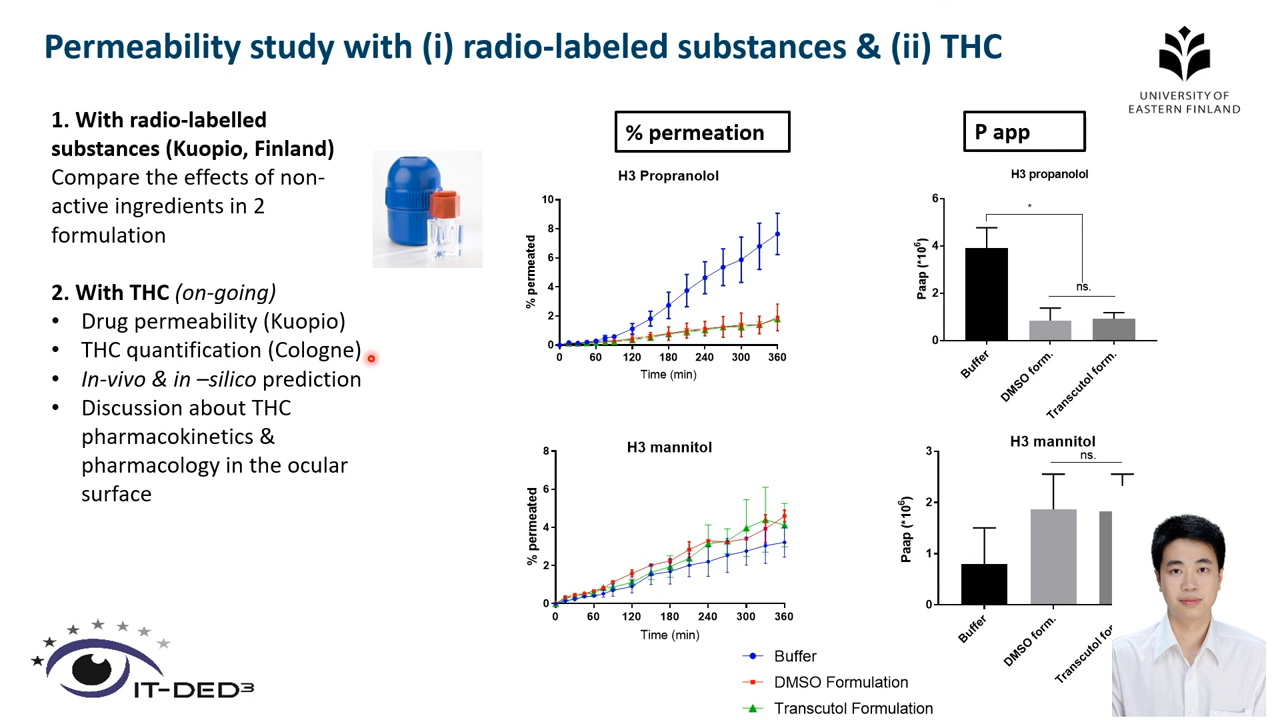 Permeability study with (i) radio-labeled substances & (ii) THC
UNIVERSITY OF
EASTERN FINLAND
1. With radio-labelled
substances (Kuopio, Finland)
Compare the effects of non-
active ingredients in 2
formulation
2. With THC (on-going)
• Drug permeability (Kuopio)
• THC quantification (Cologne)
• In-vivo & in –silico prediction
• Discussion about THC
pharmacokinetics &
pharmacology in the ocular
surface
IT-DED³
% permeation
H3 Propranolol
10
8
6
4
2
0
% permeated
0 60 120 180 240 300 360
Time (min)
H3 mannitol
8
6
4
2
0
% permeated
0 60 120 180 240 300 360
Time (min)
Buffer
DMSO Formulation
Transcutol Formulation
P app
H3 propanolol
6
4
2
0
Paap (*10⁶)
*
ns.
Buffer
DMSO form.
Transcutol form.
H3 mannitol
ns.
3
2
1
0
Paap (*10⁶)
Buffer
DMSO form.
Transcutol for